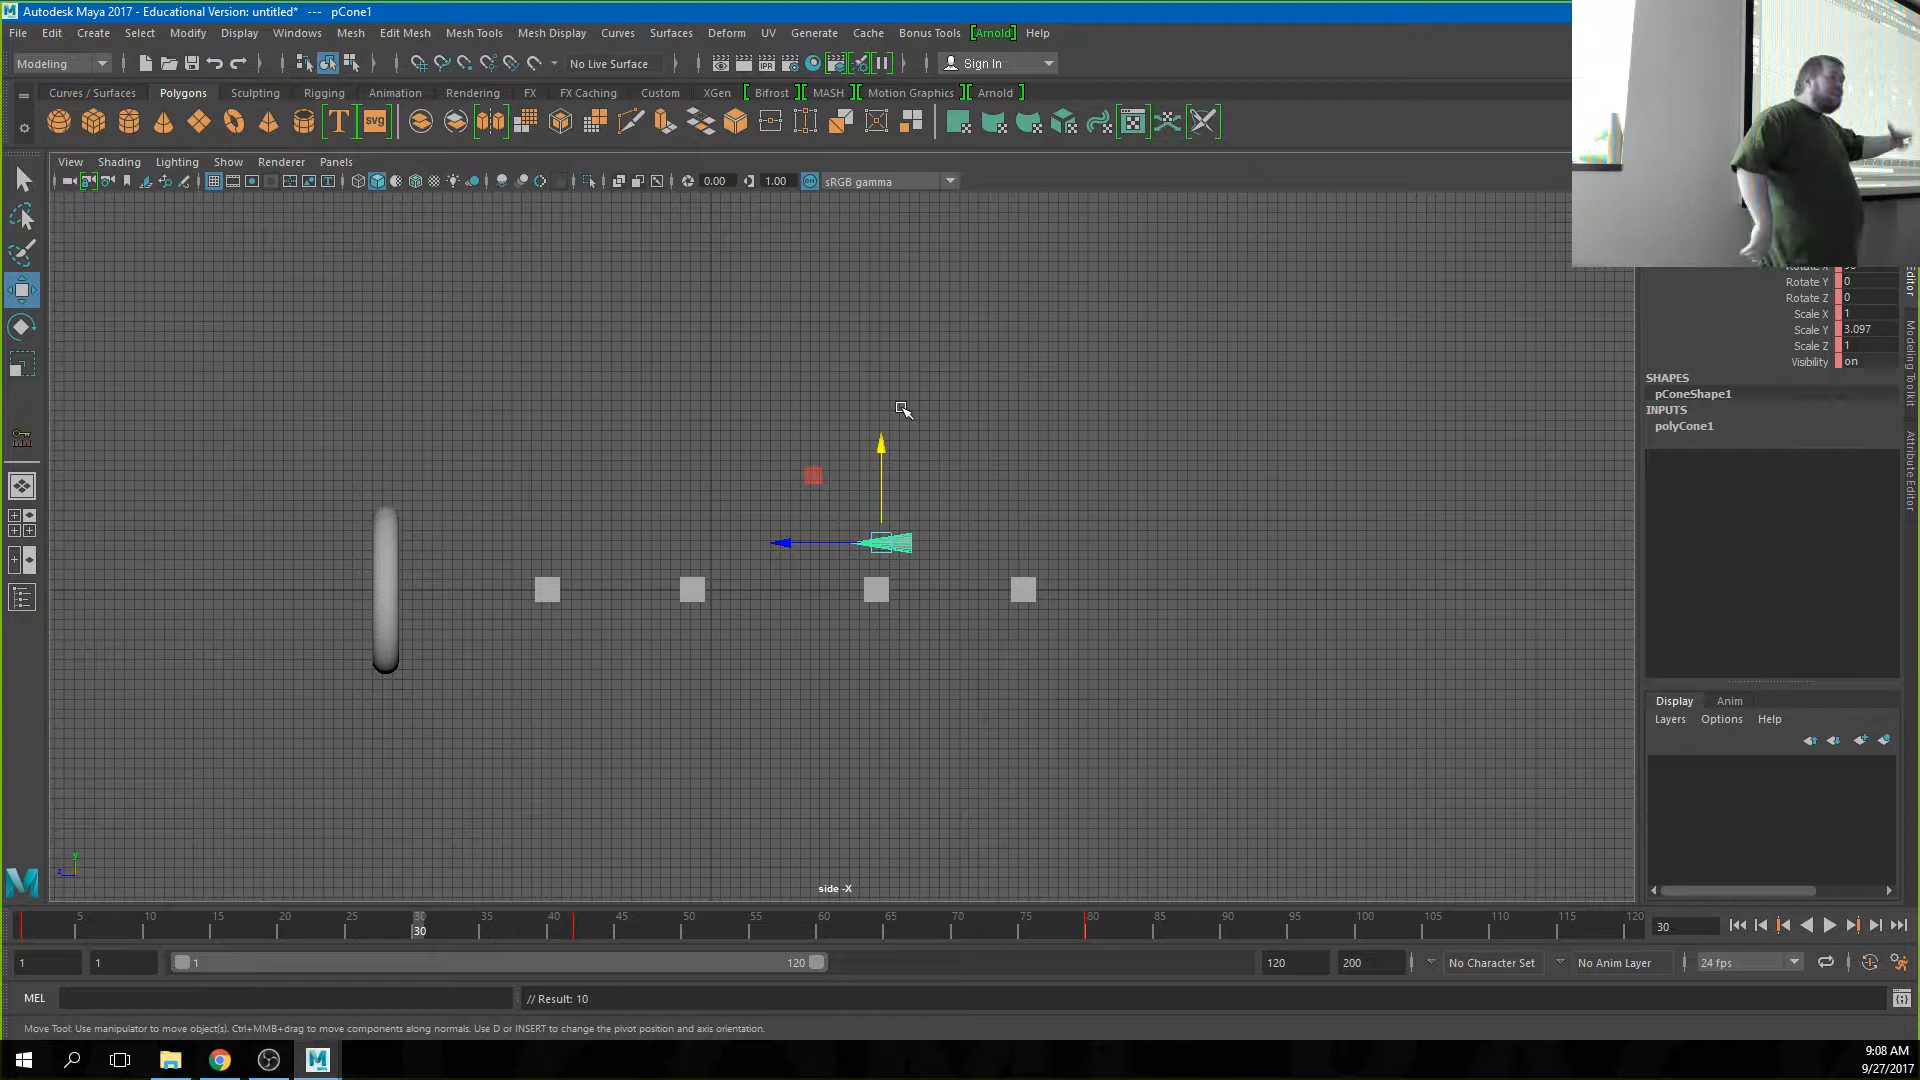 Autodesk Maya 2017 - Educational Version: untitled* --- pCone1
File Edit Create Select Modify Display Windows Mesh Edit Mesh Mesh Tools Mesh Display Curves Surfaces Deform UV Generate Cache Bonus Tools [Arnold] Help
Modeling No Live Surface Sign In
Curves / Surfaces Polygons Sculpting Rigging Animation Rendering FX FX Caching Custom XGen Bifrost MASH Motion Graphics Arnold
T svg
View Shading Lighting Show Renderer Panels
0.00 1.00 sRGB gamma
Rotate Y 0
Rotate Z 0
Scale X 1
Scale Y 3.097
Scale Z 1
Visibility on
SHAPES
pConeShape1
INPUTS
polyCone1
Editor
Modeling Toolkit
Attribute Editor
Display Anim
Layers Options Help
y
z
side -X
5 10 15 20 25 30 35 40 45 50 55 60 65 70 75 80 85 90 95 100 105 110 115 120
30 30
1 1 1 120 120 200 No Character Set No Anim Layer 24 fps
MEL // Result: 10
Move Tool: Use manipulator to move object(s). Ctrl+MMB+drag to move components along normals. Use D or INSERT to change the pivot position and axis orientation.
9:08 AM
9/27/2017